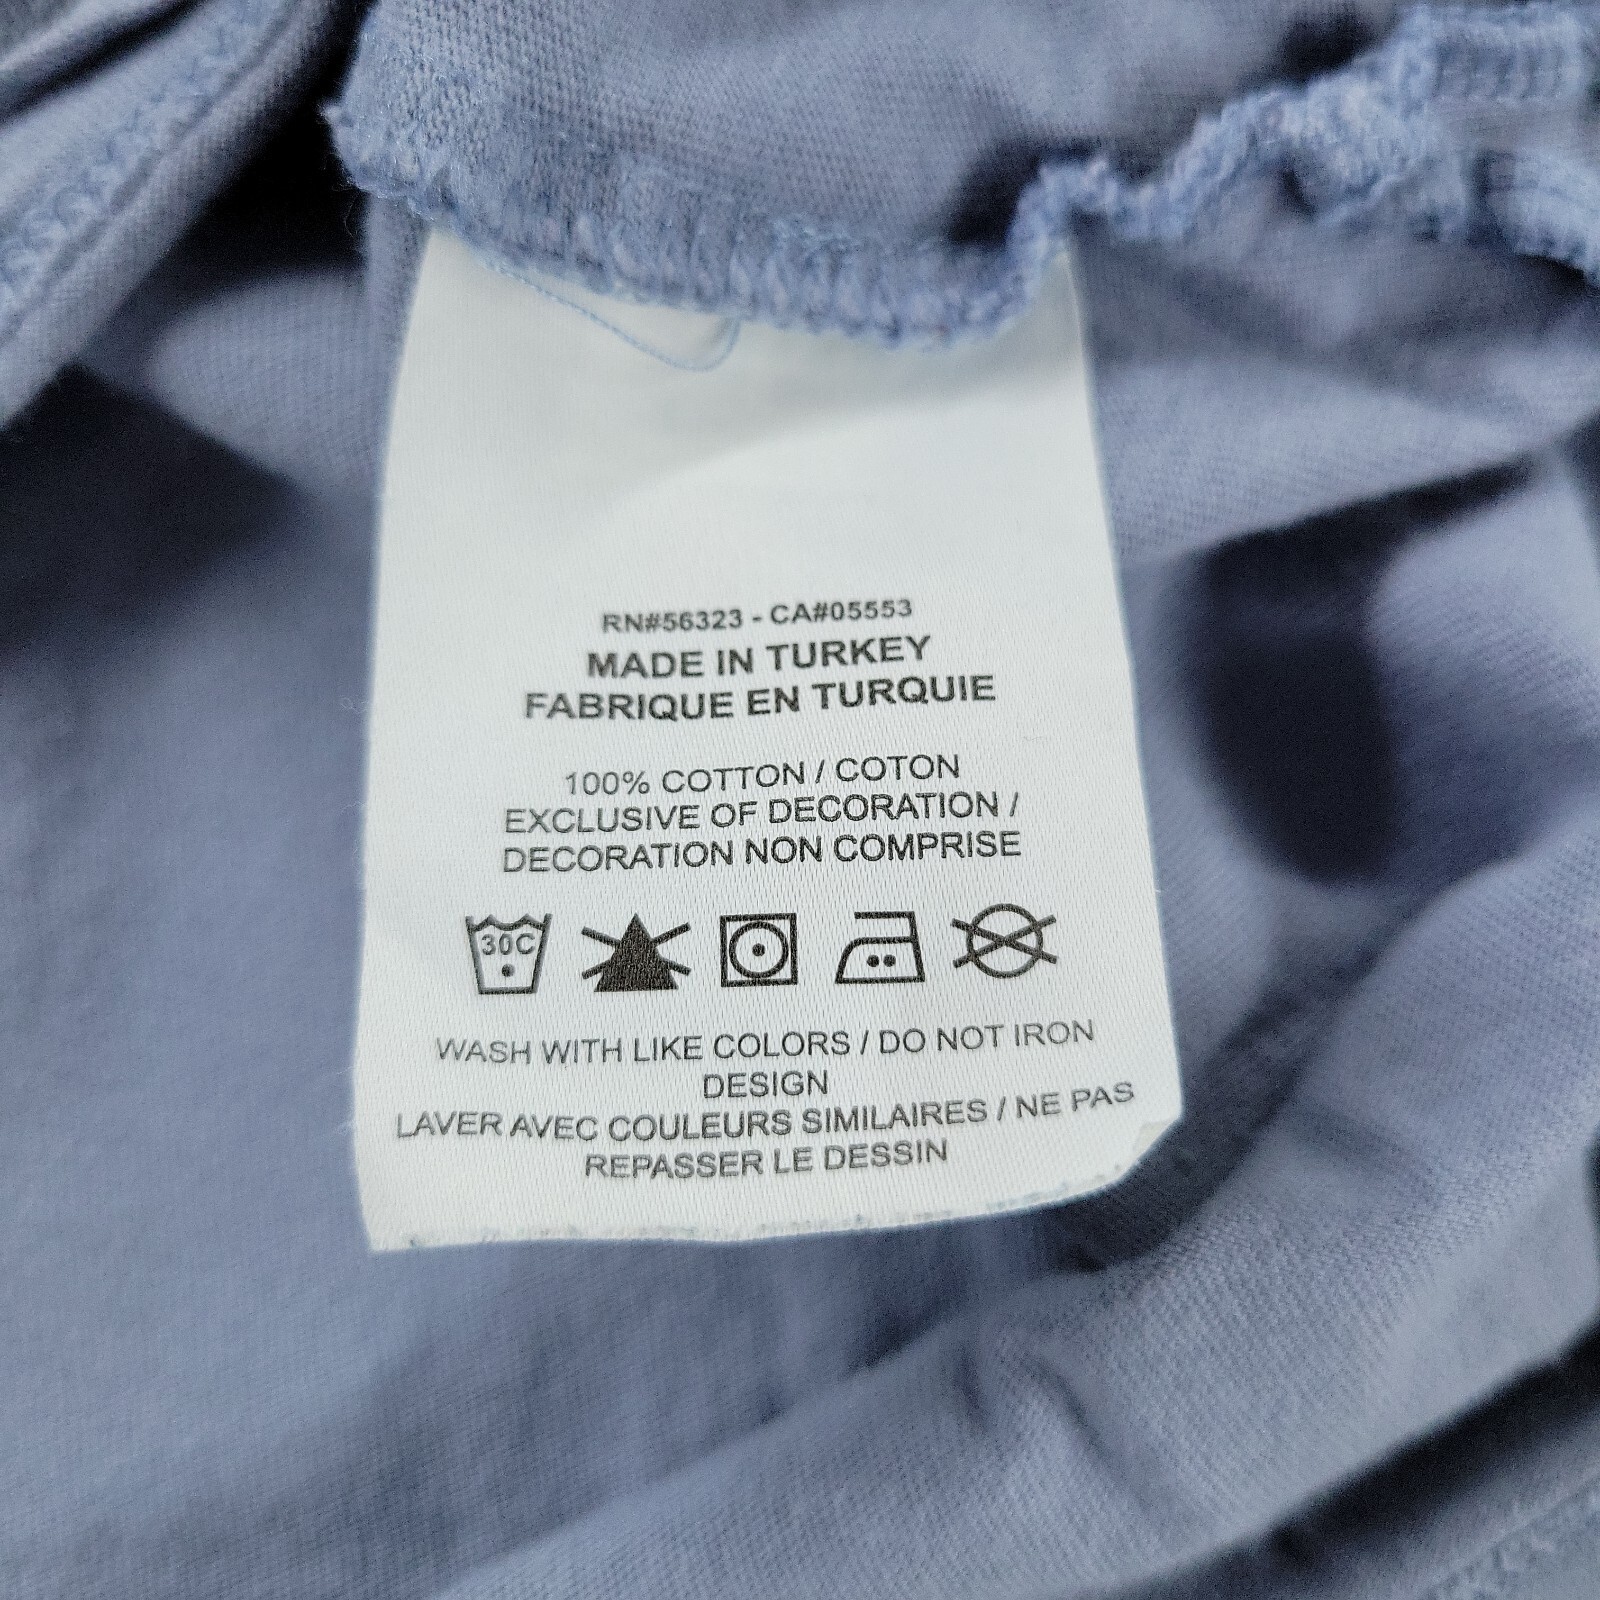 RN#56323 - CA#05553
MADE IN TURKEY
FABRIQUE EN TURQUIE
100% COTTON / COTON
EXCLUSIVE OF DECORATION /
DECORATION NON COMPRISE
30C
WASH WITH LIKE COLORS / DO NOT IRON
DESIGN
LAVER AVEC COULEURS SIMILAIRES / NE PAS
REPASSER LE DESSIN